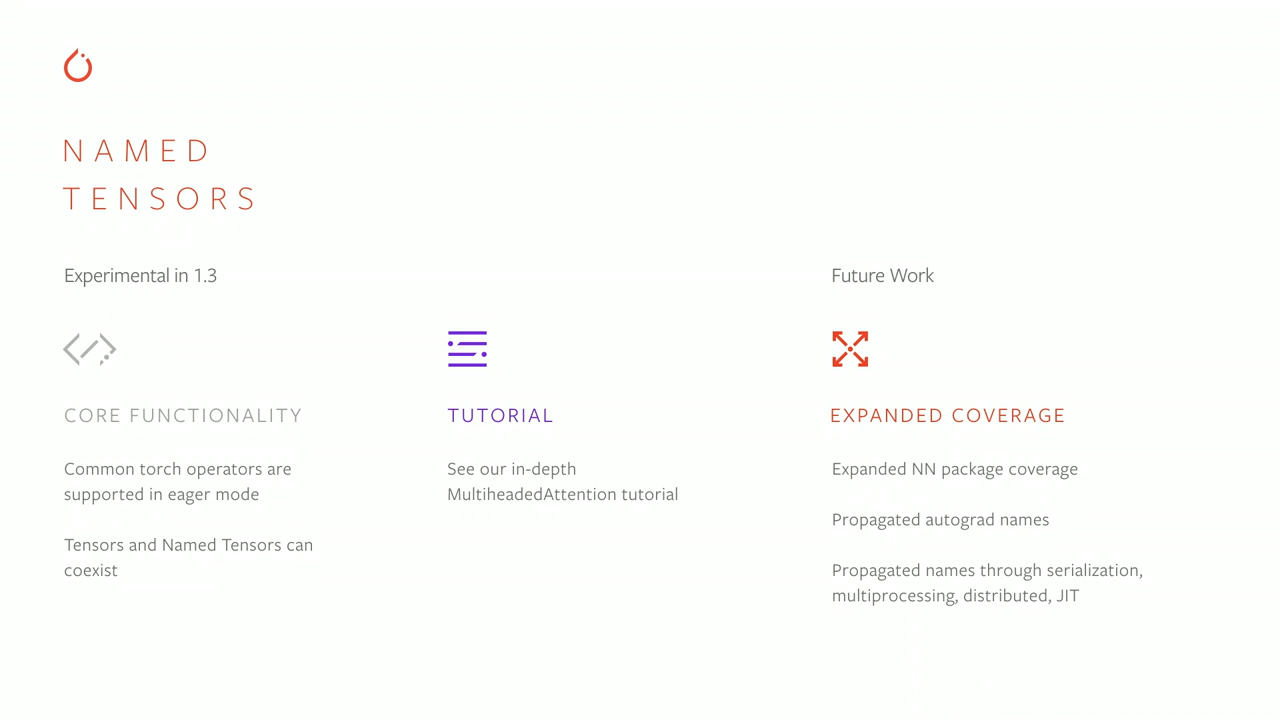 NAMED
TENSORS
Experimental in 1.3
Future Work
CORE FUNCTIONALITY
Common torch operators are
supported in eager mode
Tensors and Named Tensors can
coexist
TUTORIAL
See our in-depth
MultiheadedAttention tutorial
EXPANDED COVERAGE
Expanded NN package coverage
Propagated autograd names
Propagated names through serialization,
multiprocessing, distributed, JIT